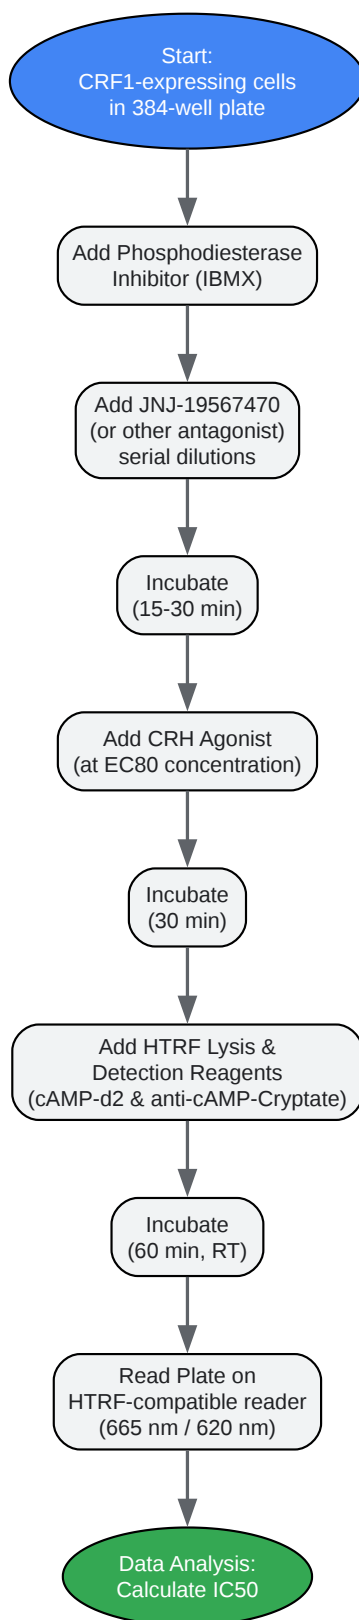 Start:
CRF1-expressing cells
in 384-well plate
Add Phosphodiesterase
Inhibitor (IBMX)
Add JNJ-19567470
(or other antagonist)
serial dilutions
Incubate
(15-30 min)
Add CRH Agonist
(at EC80 concentration)
Incubate
(30 min)
Add HTRF Lysis &
Detection Reagents
(cAMP-d2 & anti-cAMP-Cryptate)
Incubate
(60 min, RT)
Read Plate on
HTRF-compatible reader
(665 nm / 620 nm)
Data Analysis:
Calculate IC50